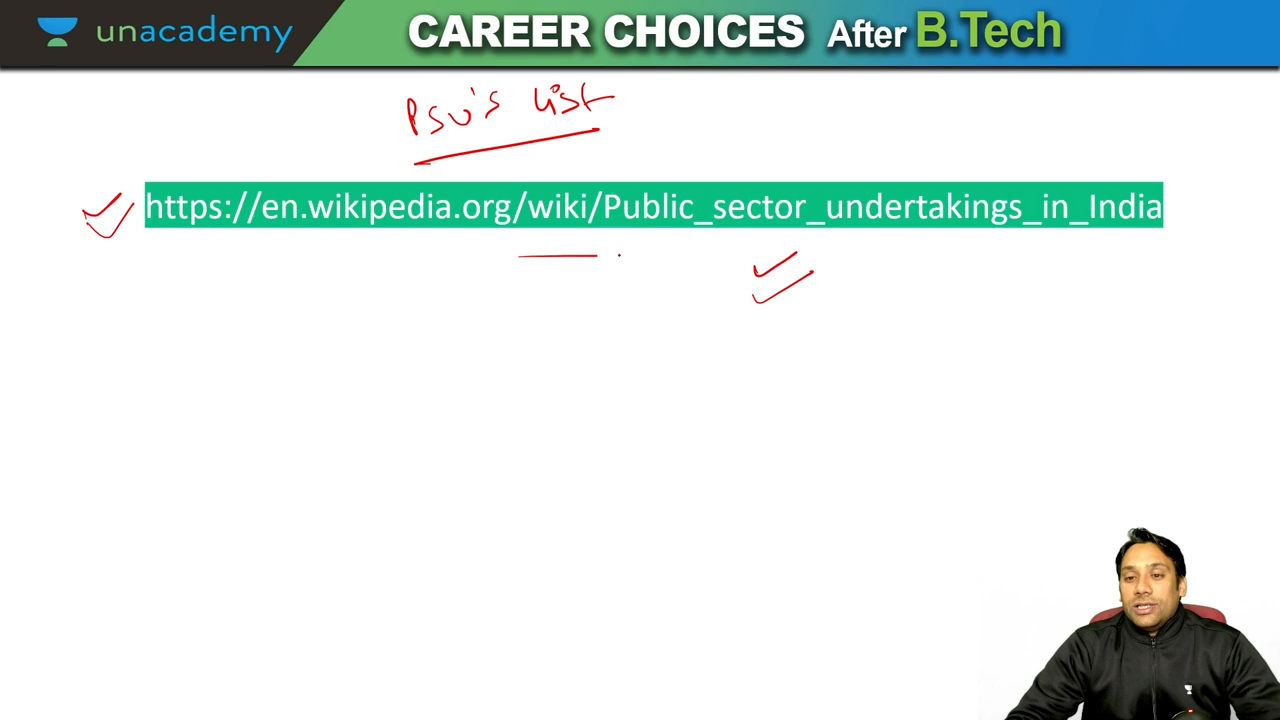 unacademy CAREER CHOICES After B.Tech
PSU's List
https://en.wikipedia.org/wiki/Public_sector_undertakings_in_India